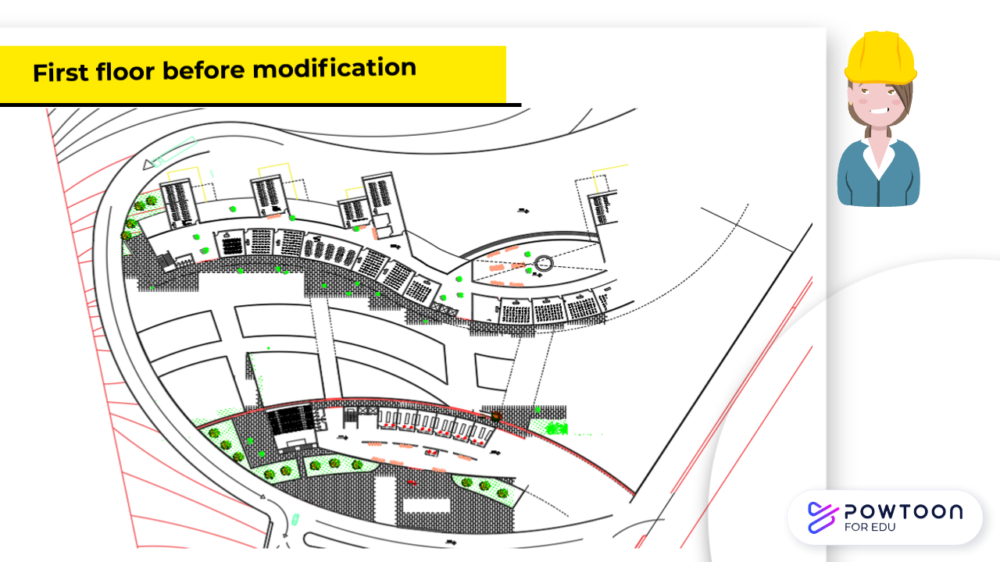 First floor before modification
POWTOON
FOR EDU